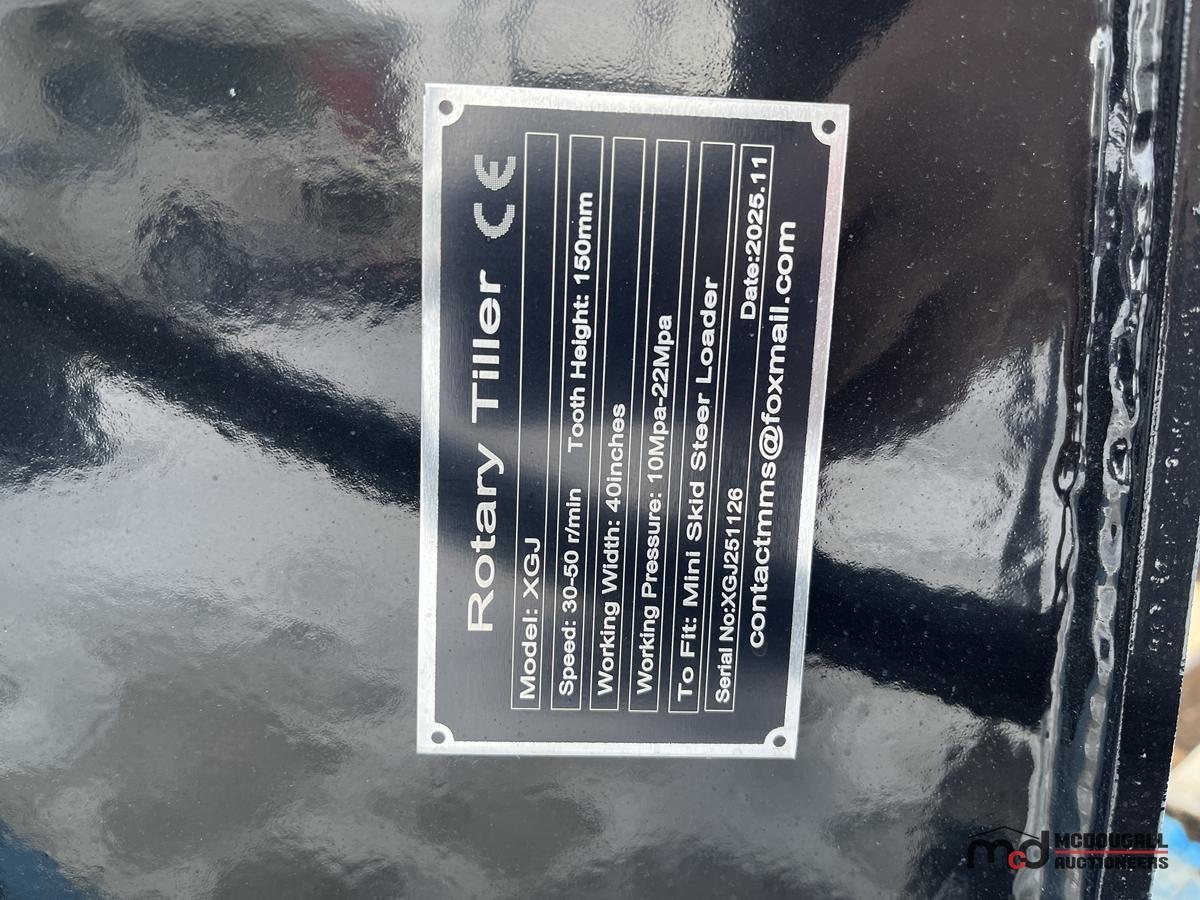 Rotary Tiller CE
Model: XGJ
Speed: 30-50 r/min Tooth Height: 150mm
Working Width: 40inches
Working Pressure: 10Mpa-22Mpa
To Fit: Mini Skid Steer Loader
Serial No:XGJ251126 Date:2025.11
contactmms@foxmail.com
mcd MCDOUGALL
AUCTIONEERS